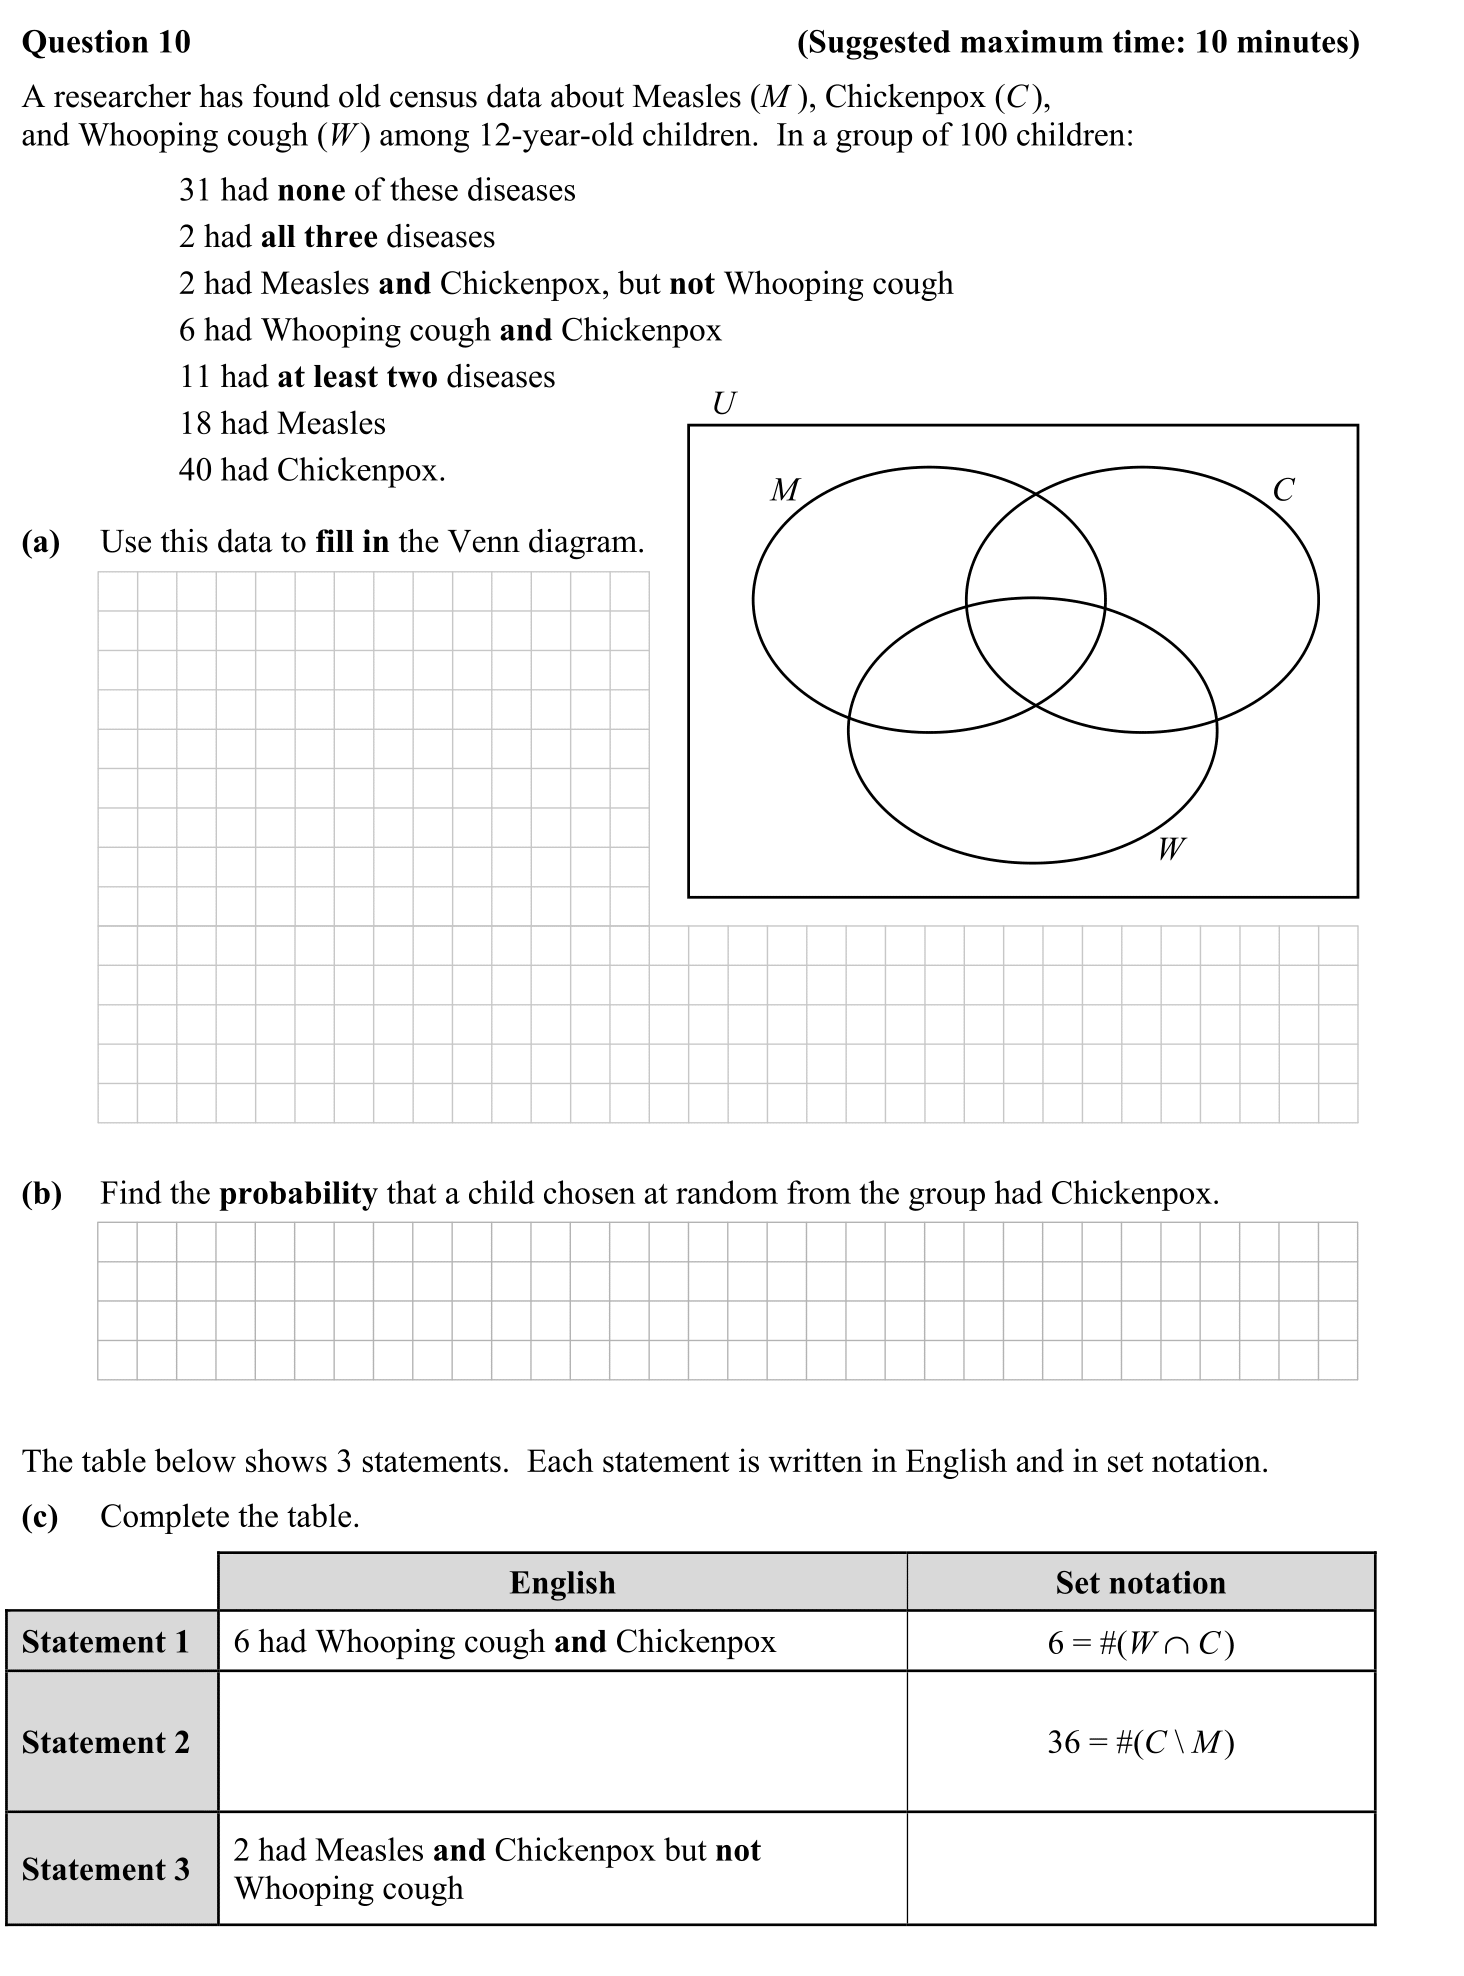 Question 10 (Suggested maximum time: 10 minutes)
A researcher has found old census data about Measles (M ), Chickenpox (C),
and Whooping cough (W) among 12-year-old children. In a group of 100 children:
31 had none of these diseases
2 had all three diseases
2 had Measles and Chickenpox, but not Whooping cough
6 had Whooping cough and Chickenpox
11 had at least two diseases
18 had Measles
40 had Chickenpox.
U
M
C
W
(a) Use this data to fill in the Venn diagram.
(b) Find the probability that a child chosen at random from the group had Chickenpox.
The table below shows 3 statements. Each statement is written in English and in set notation.
(c) Complete the table.
English Set notation
Statement 1 6 had Whooping cough and Chickenpox 6 = #(W ∩ C)
Statement 2 36 = #(C \ M)
Statement 3 2 had Measles and Chickenpox but not
Whooping cough